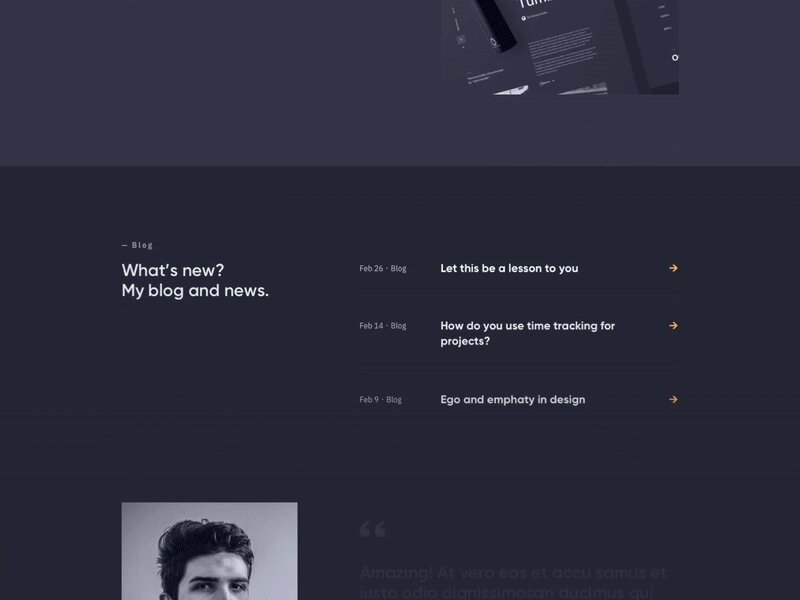 — Blog
What's new?
My blog and news.
Feb 26 · Blog
Let this be a lesson to you
→
Feb 14 · Blog
How do you use time tracking for
projects?
→
Feb 9 · Blog
Ego and emphaty in design
→
“
Amazing! At vero eos et accu samus et
iusto odio dignissimosan ducimus qui